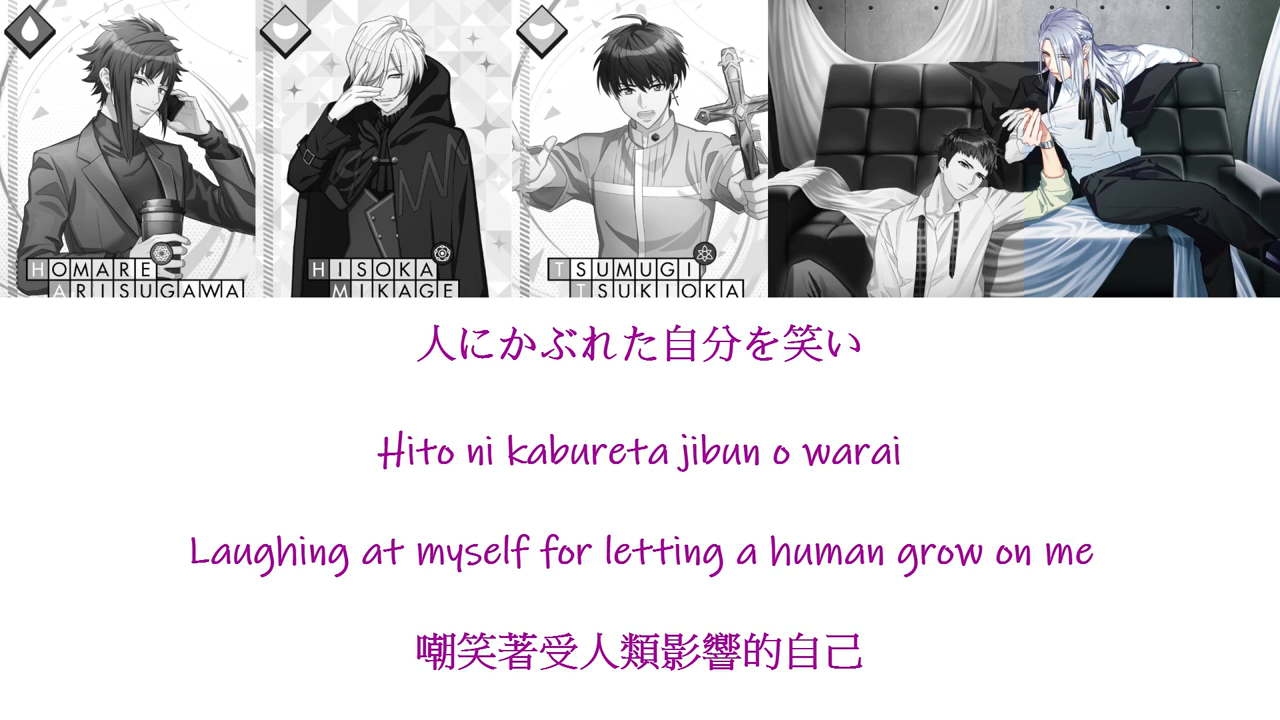 OMARE
ARISUGAWA
HISOKA
MIKAGE
TSUMUGI
TSUKIOKA
人にかぶれた自分を笑い
Hito ni kabureta jibun o warai
Laughing at myself for letting a human grow on me
嘲笑著受人類影響的自己